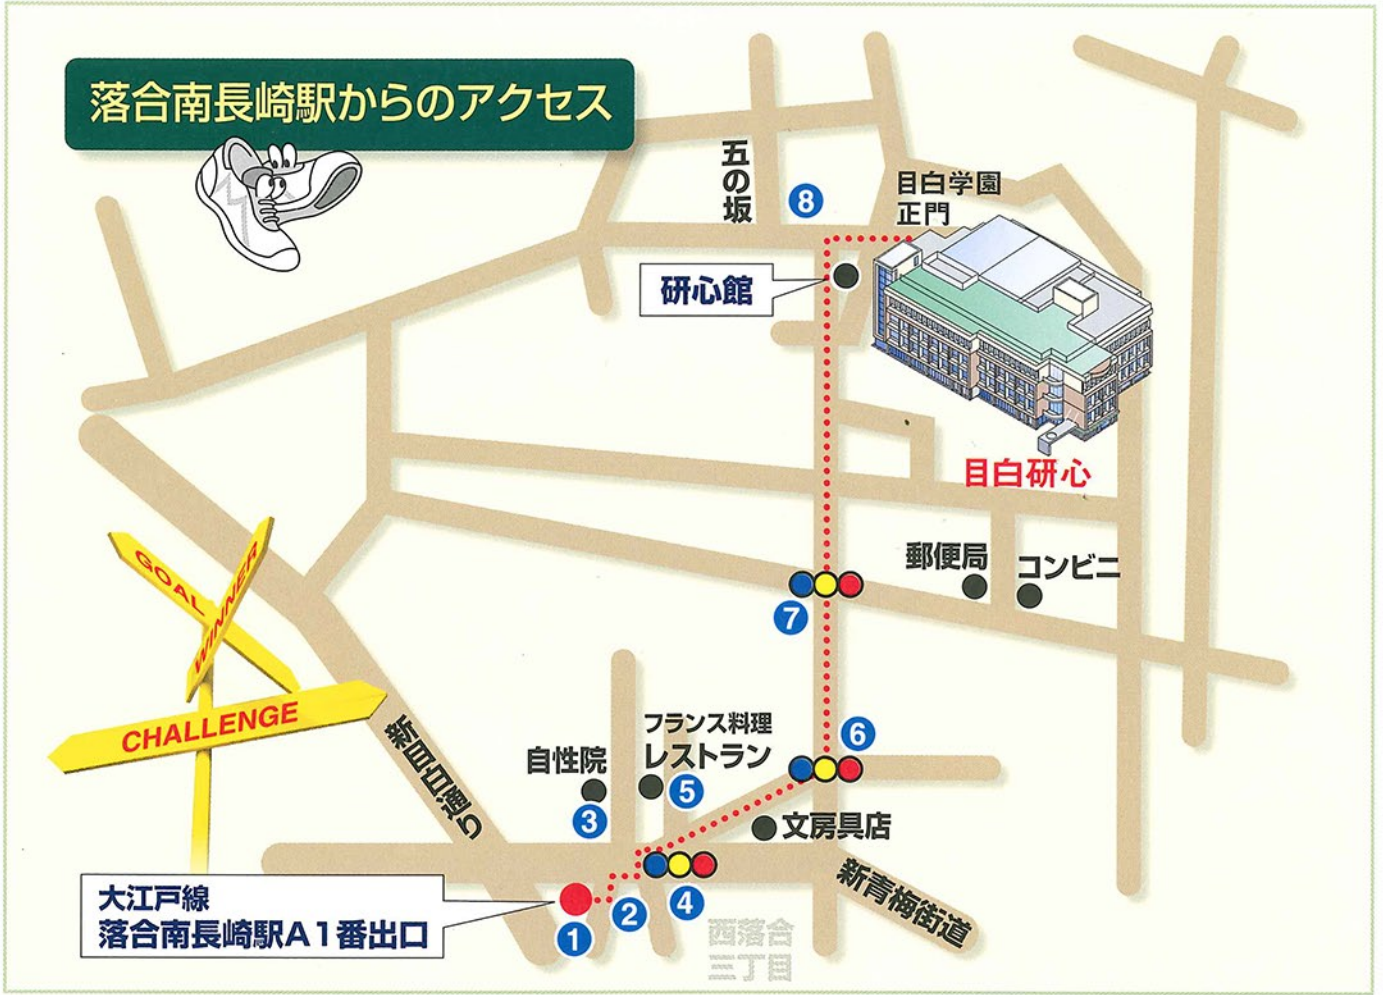 落合南長崎駅からのアクセス
五の坂
8
目白学園
正門
研心館
目白研心
GOAL
WINNER
CHALLENGE
郵便局
コンビニ
7
新目白通り
フランス料理
レストラン
自性院
5
3
6
文房具店
4
2
1
大江戸線
落合南長崎駅A1番出口
新青梅街道
西落合
三丁目